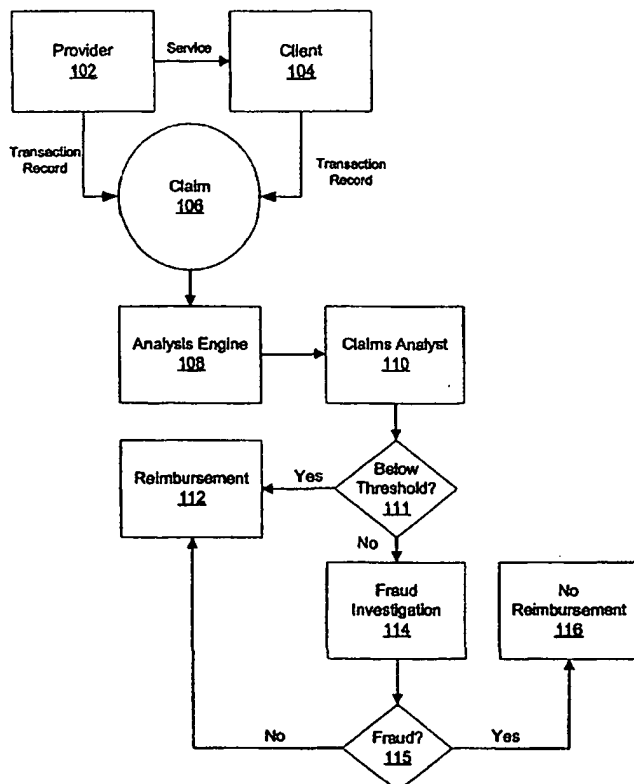 Provider
102
Service
Client
104
Transaction
Record
Claim
106
Transaction
Record
Analysis Engine
108
Claims Analyst
110
Reimbursement
112
Yes
Below
Threshold?
111
No
Fraud
Investigation
114
No
Reimbursement
116
No
Fraud?
115
Yes